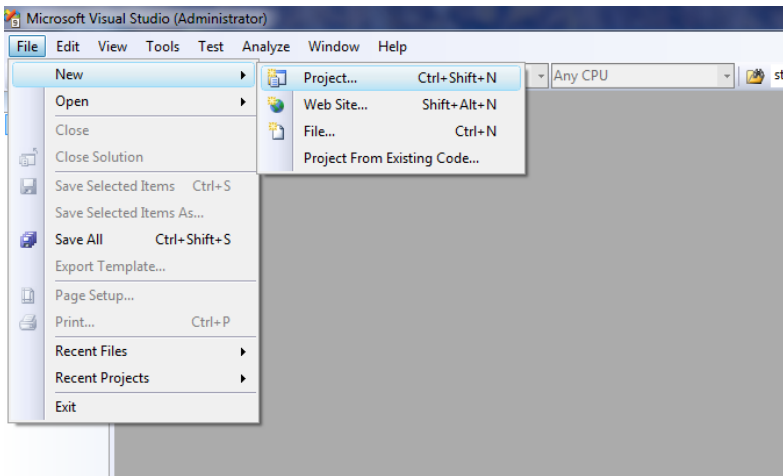 Microsoft Visual Studio (Administrator)
File Edit View Tools Test Analyze Window Help
New
Project... Ctrl+Shift+N
Any CPU
st
Open
Web Site... Shift+Alt+N
Close
File... Ctrl+N
Close Solution
Project From Existing Code...
Save Selected Items Ctrl+S
Save Selected Items As...
Save All Ctrl+Shift+S
Export Template...
Page Setup...
Print... Ctrl+P
Recent Files
Recent Projects
Exit